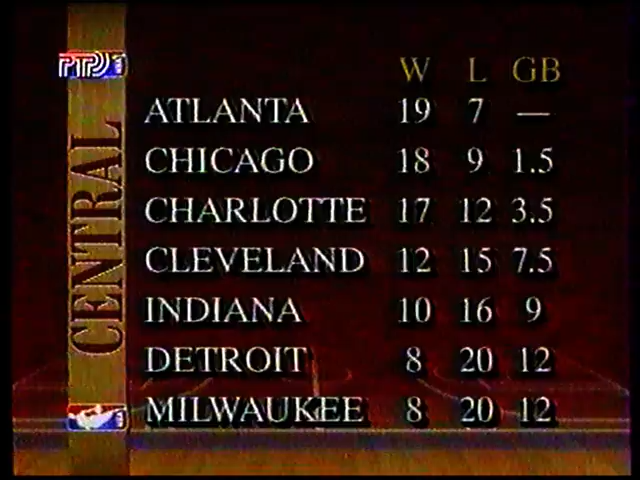 РТР 1
W L GB
ATLANTA 19 7 —
CHICAGO 18 9 1.5
CHARLOTTE 17 12 3.5
CLEVELAND 12 15 7.5
INDIANA 10 16 9
DETROIT 8 20 12
MILWAUKEE 8 20 12
CENTRAL